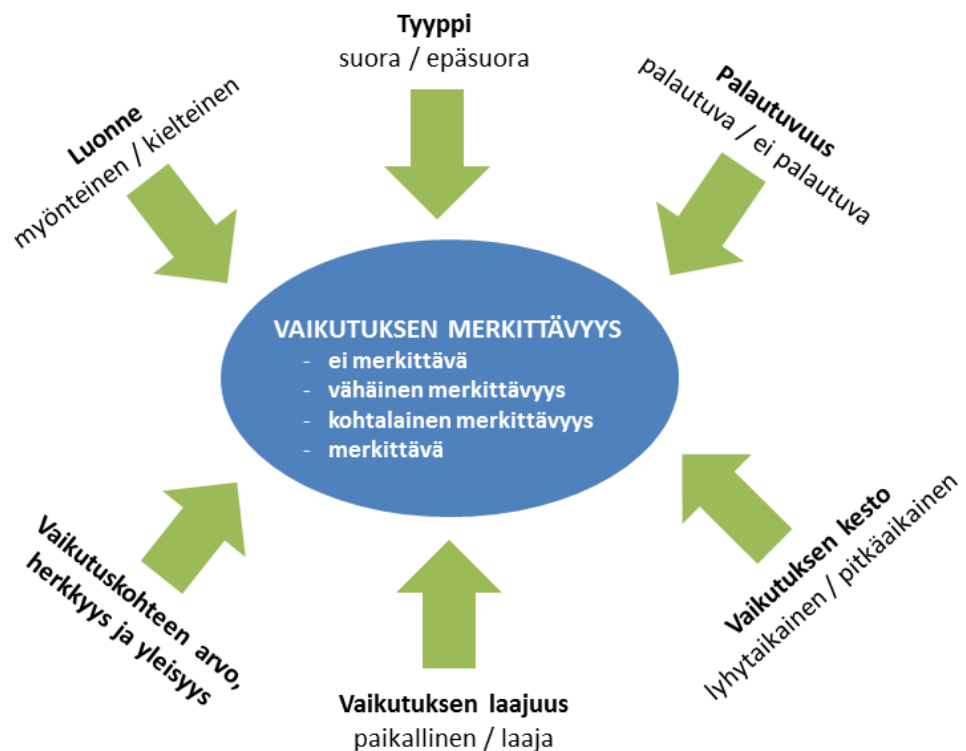 Tyyppi
suora / epäsuora
Luonne
myönteinen / kielteinen
Palautuvuus
palautuva / ei palautuva
VAIKUTUKSEN MERKITTÄVYYS
- ei merkittävä
- vähäinen merkittävyys
- kohtalainen merkittävyys
- merkittävä
Vaikutuskohteen arvo,
herkkyys ja yleisyys
Vaikutuksen kesto
lyhytaikainen / pitkäaikainen
Vaikutuksen laajuus
paikallinen / laaja